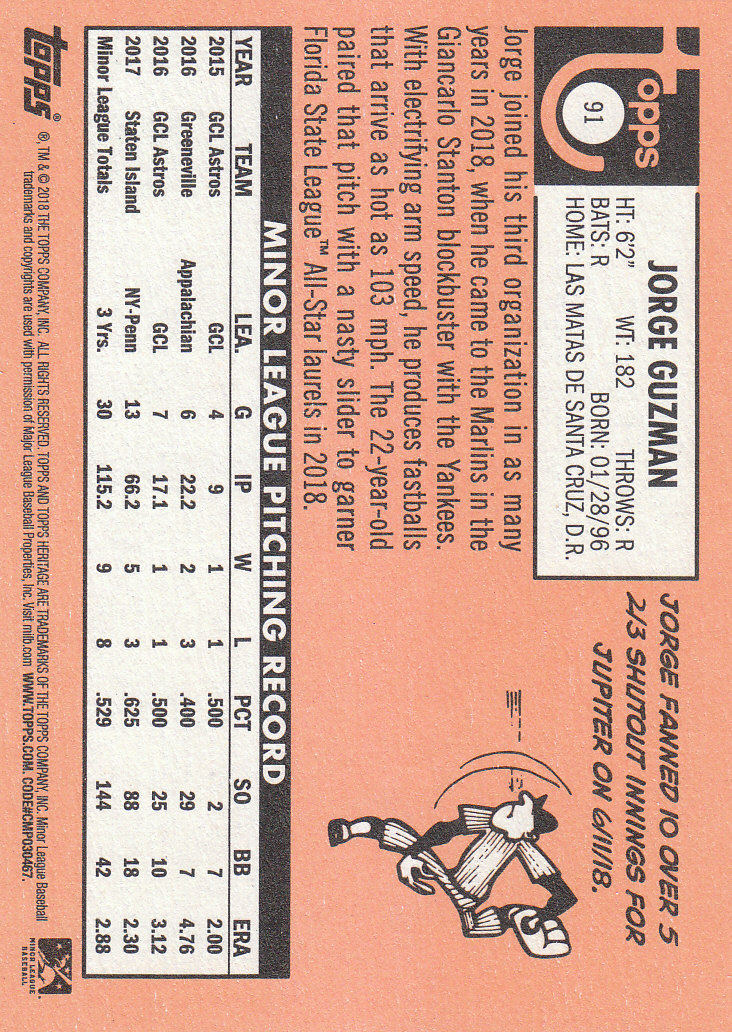 Topps
91
JORGE GUZMAN
HT: 6'2" WT: 182 THROWS: R
BATS: R BORN: 01/28/96
HOME: LAS MATAS DE SANTA CRUZ, D.R.
JORGE FANNED 10 OVER 5
2/3 SHUTOUT INNINGS FOR
JUPITER ON 6/11/18.
Jorge joined his third organization in as many
years in 2018, when he came to the Marlins in the
Giancarlo Stanton blockbuster with the Yankees.
With electrifying arm speed, he produces fastballs
that arrive as hot as 103 mph. The 22-year-old
paired that pitch with a nasty slider to garner
Florida State League™ All-Star laurels in 2018.
MINOR LEAGUE PITCHING RECORD
YEAR TEAM LEA. G IP W L PCT SO BB ERA
2015 GCL Astros GCL 4 9 1 1 .500 2 7 2.00
2016 Greeneville Appalachian 6 22.2 2 3 .400 29 7 4.76
2016 GCL Astros GCL 7 17.1 1 1 .500 25 10 3.12
2017 Staten Island NY-Penn 13 66.2 5 3 .625 88 18 2.30
Minor League Totals 3 Yrs. 30 115.2 9 8 .529 144 42 2.88
Topps®
®, TM & © 2018 THE TOPPS COMPANY, INC. ALL RIGHTS RESERVED. TOPPS AND TOPPS HERITAGE ARE TRADEMARKS OF THE TOPPS COMPANY, INC. Minor League Baseball
trademarks and copyrights are used with permission of Major League Baseball Properties, Inc. Visit milb.com WWW.TOPPS.COM. CODE#CMP030467.
MINOR LEAGUE
BASEBALL